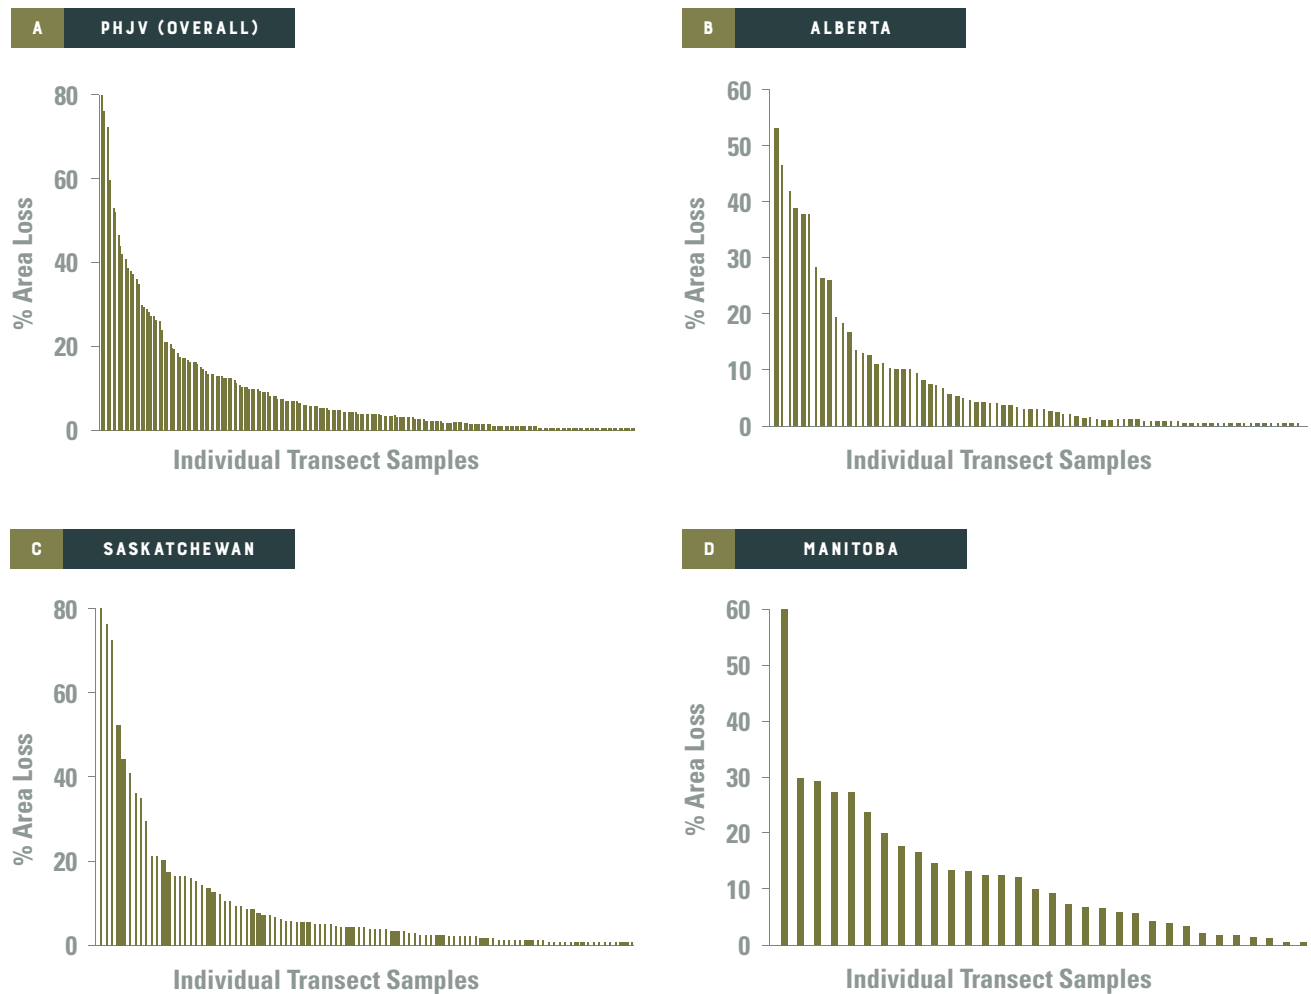 A PHJV (OVERALL)
80
60
40
20
0
% Area Loss
Individual Transect Samples
B ALBERTA
60
50
40
30
20
10
0
% Area Loss
Individual Transect Samples
C SASKATCHEWAN
80
60
40
20
0
% Area Loss
Individual Transect Samples
D MANITOBA
60
50
40
30
20
10
0
% Area Loss
Individual Transect Samples